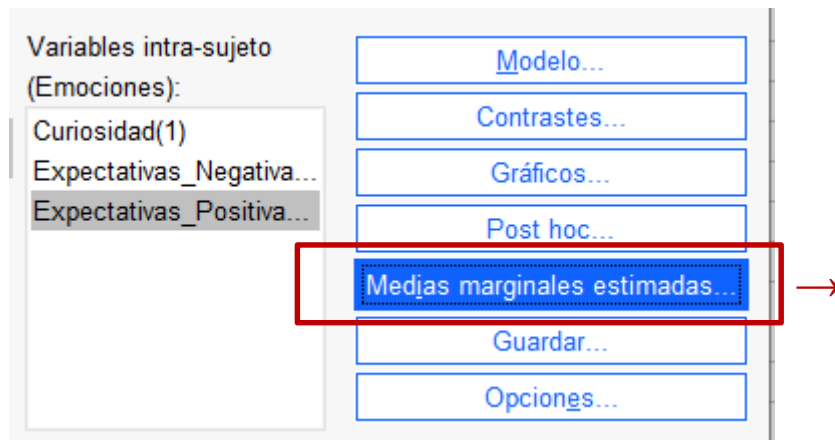 Variables intra-sujeto
(Emociones):
Curiosidad(1)
Expectativas_Negativa...
Expectativas_Positiva...
Modelo...
Contrastes...
Gráficos...
Post hoc...
Medias marginales estimadas...
Guardar...
Opciones...